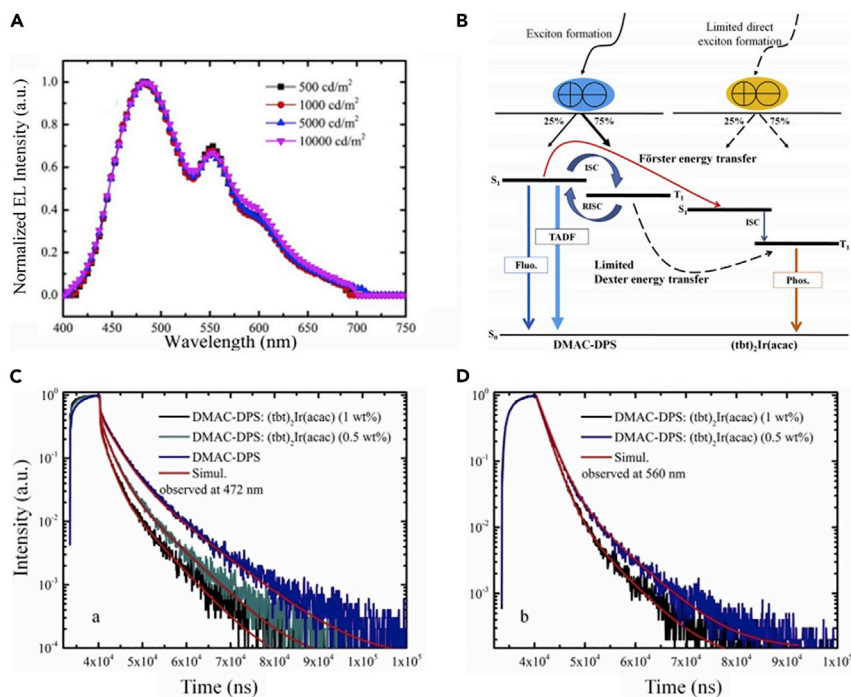 A
Normalized EL Intensity (a.u.)
1.0
0.8
0.6
0.4
0.2
0.0
500 cd/m²
1000 cd/m²
5000 cd/m²
10000 cd/m²
400 450 500 550 600 650 700 750
Wavelength (nm)
B
Exciton formation
Limited direct
exciton formation
25% 75%
25% 75%
Förster energy transfer
S₁
ISC
RISC
T₁
S₁
ISC
T₁
TADF
Fluo.
Limited
Dexter energy transfer
Phos.
S₀
DMAC-DPS
(tbt)₂Ir(acac)
C
Intensity (a.u.)
10⁰
10⁻¹
10⁻²
10⁻³
10⁻⁴
DMAC-DPS: (tbt)₂Ir(acac) (1 wt%)
DMAC-DPS: (tbt)₂Ir(acac) (0.5 wt%)
DMAC-DPS
Simul.
observed at 472 nm
a
4x10⁴ 5x10⁴ 6x10⁴ 7x10⁴ 8x10⁴ 9x10⁴ 1x10⁵
Time (ns)
D
10⁰
10⁻¹
10⁻²
10⁻³
DMAC-DPS: (tbt)₂Ir(acac) (1 wt%)
DMAC-DPS: (tbt)₂Ir(acac) (0.5 wt%)
Simul.
observed at 560 nm
b
4x10⁴ 5x10⁴ 6x10⁴ 7x10⁴ 8x10⁴ 9x10⁴ 1x10⁵
Time (ns)